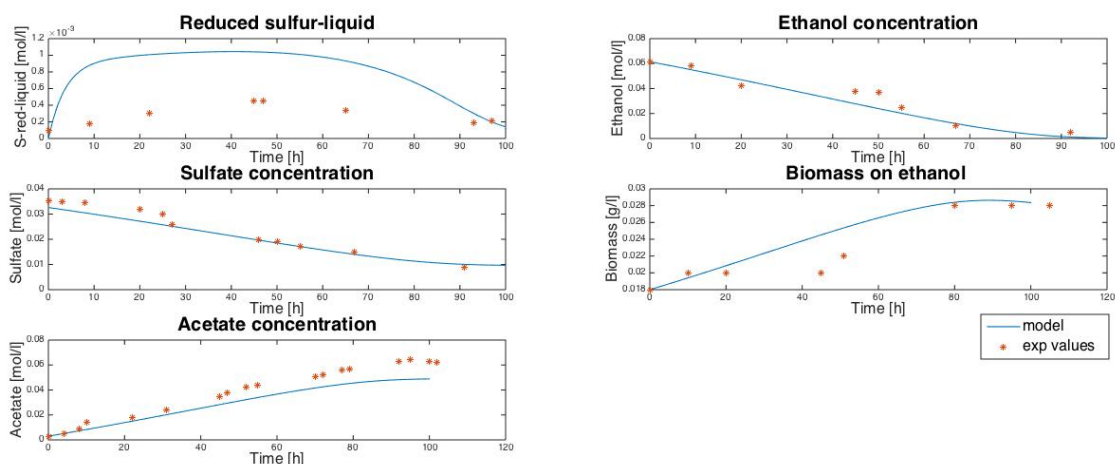 Reduced sulfur-liquid
× 10⁻³
S-red-liquid [mol/l]
1.2
1
0.8
0.6
0.4
0.2
0
0 10 20 30 40 50 60 70 80 90 100
Time [h]
Ethanol concentration
Ethanol [mol/l]
0.1
0.08
0.06
0.04
0.02
0
0 10 20 30 40 50 60 70 80 90 100
Time [h]
Sulfate concentration
Sulfate [mol/l]
0.04
0.03
0.02
0.01
0
0 10 20 30 40 50 60 70 80 90 100
Time [h]
Biomass on ethanol
Biomass [g/l]
0.03
0.028
0.026
0.024
0.022
0.02
0.018
0 20 40 60 80 100 120
Time [h]
Acetate concentration
Acetate [mol/l]
0.08
0.06
0.04
0.02
0
0 20 40 60 80 100 120
Time [h]
model
exp values